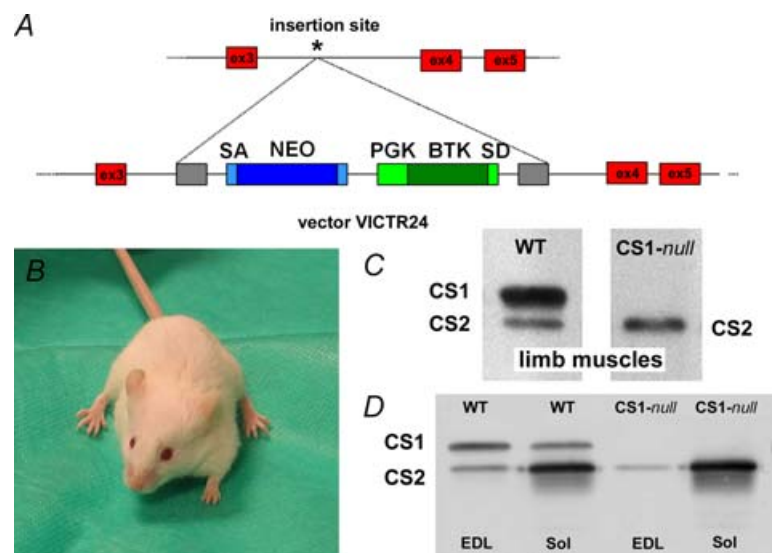 A
insertion site
*
ex3 ex4 ex5
SA NEO PGK BTK SD
ex3 ex4 ex5
vector VICTR24
B
C WT CS1-null
CS1
CS2 CS2
limb muscles
D WT WT CS1-null CS1-null
CS1
CS2
EDL Sol EDL Sol